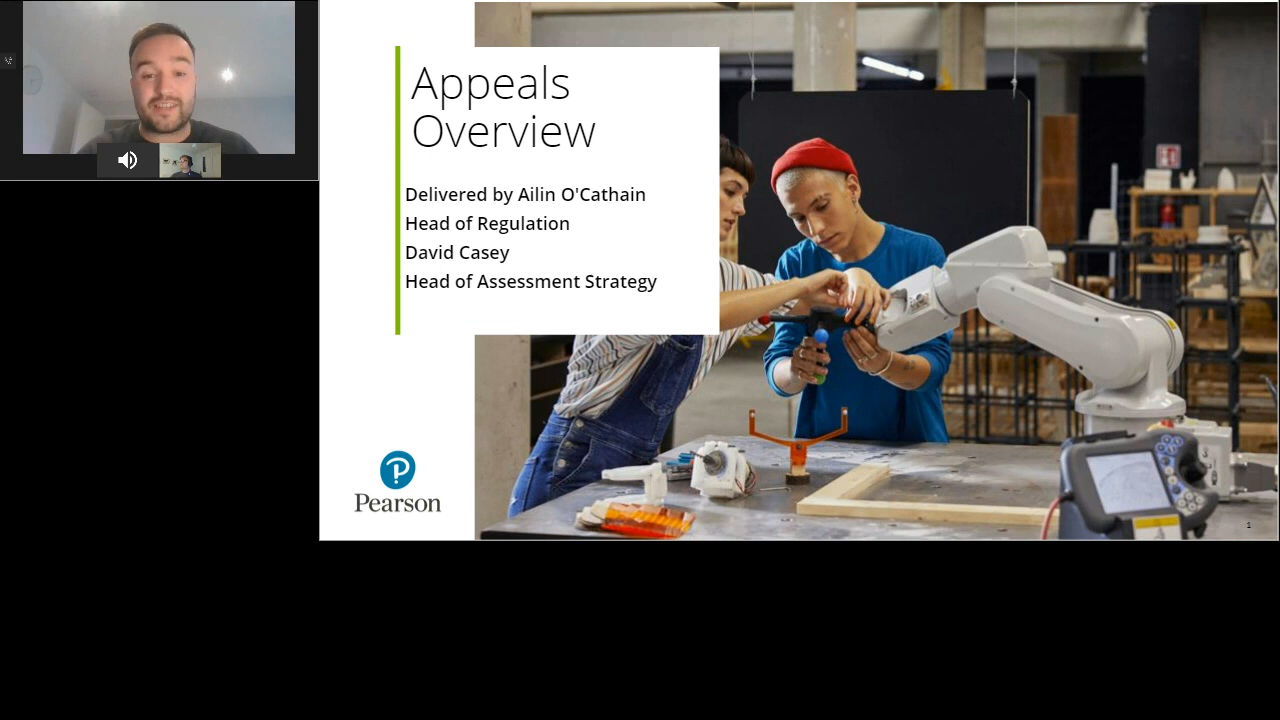 Appeals
Overview
Delivered by Ailin O'Cathain
Head of Regulation
David Casey
Head of Assessment Strategy
Pearson
1